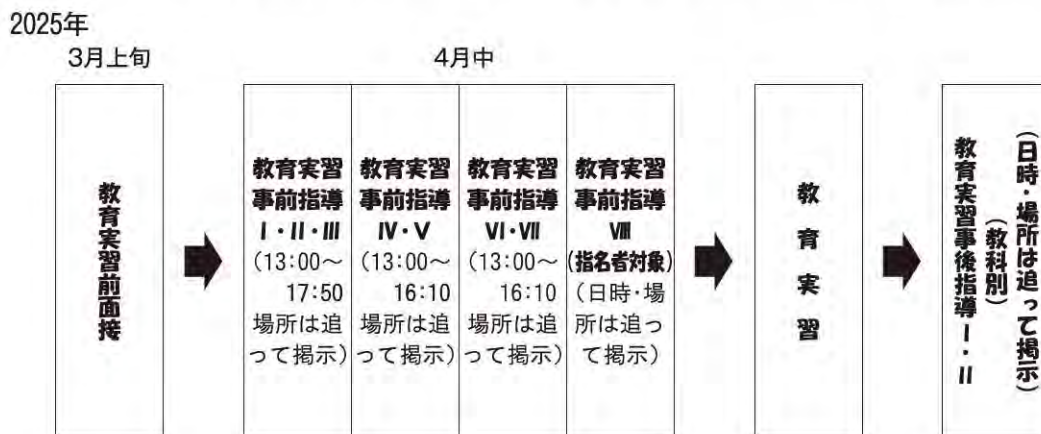 2025年
3月上旬
4月中
教育実習前面接
教育実習
事前指導
Ⅰ・Ⅱ・Ⅲ
(13:00～
17:50
場所は追
って掲示)
教育実習
事前指導
Ⅳ・Ⅴ
(13:00～
16:10
場所は追
って掲示)
教育実習
事前指導
Ⅵ・Ⅶ
(13:00～
16:10
場所は追
って掲示)
教育実習
事前指導
Ⅷ
(指名者対象)
(日時・場
所は追っ
て掲示)
教育実習
(日時・場所は追って掲示)
(教科別)
教育実習事後指導Ⅰ・Ⅱ